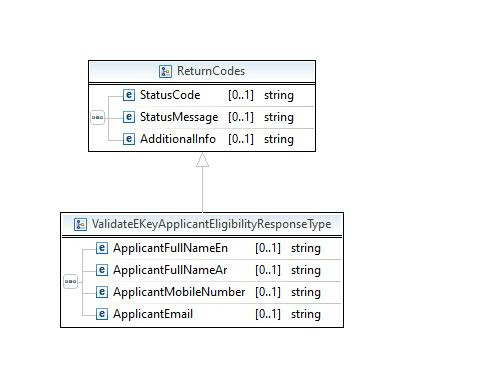 ReturnCodes
StatusCode [0..1] string
StatusMessage [0..1] string
AdditionalInfo [0..1] string
ValidateEKeyApplicantEligibilityResponseType
ApplicantFullNameEn [0..1] string
ApplicantFullNameAr [0..1] string
ApplicantMobileNumber [0..1] string
ApplicantEmail [0..1] string